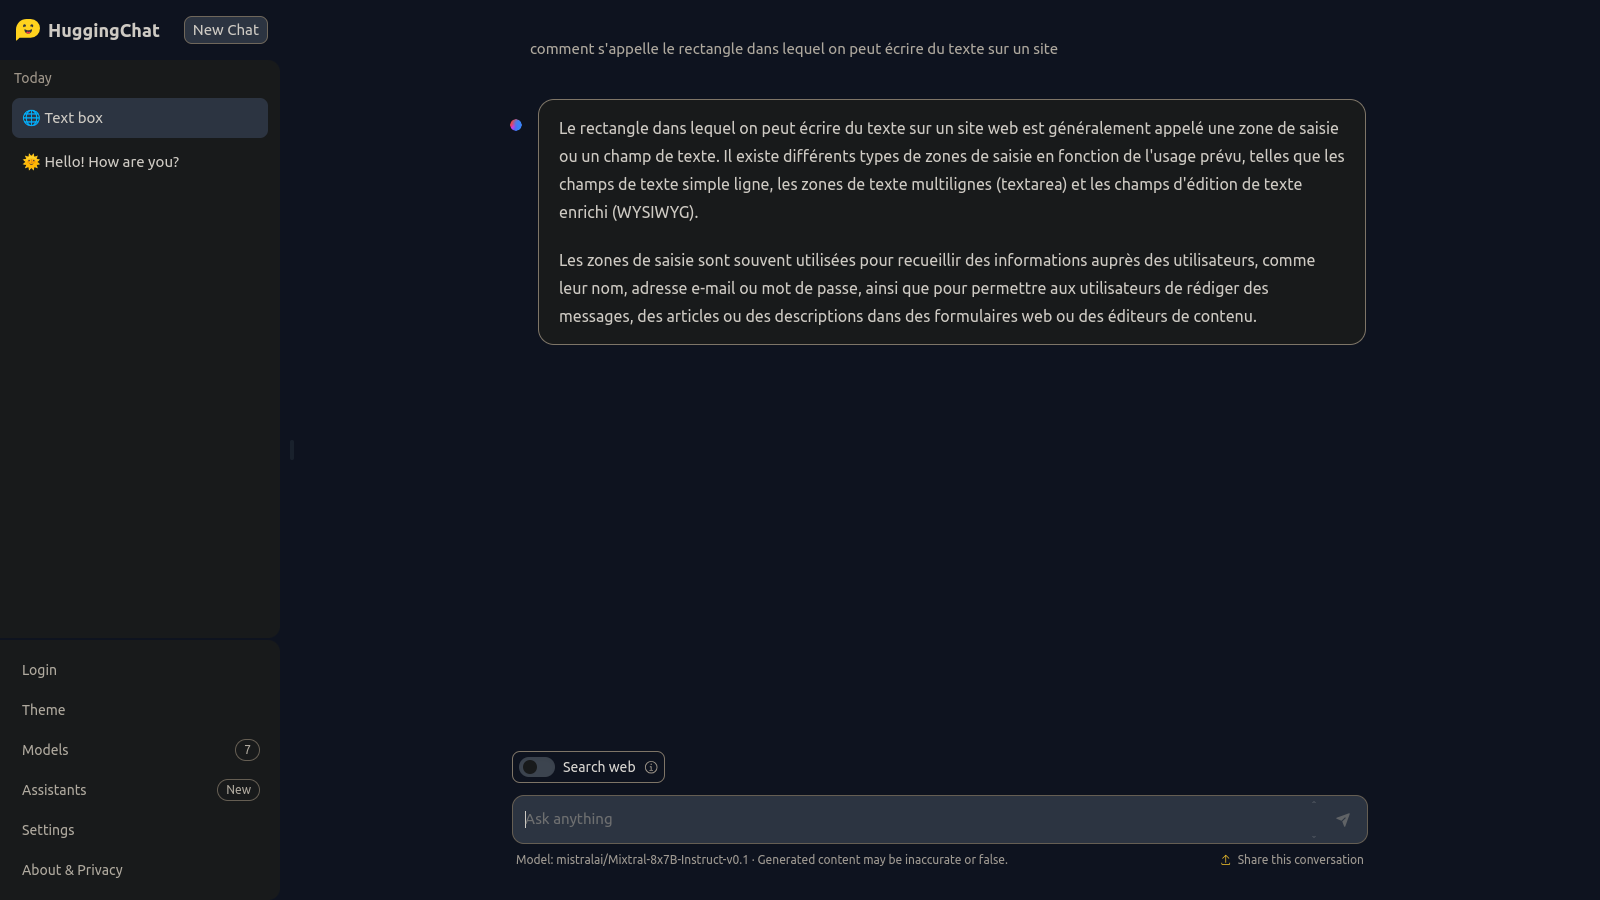 HuggingChat
New Chat
Today
🌐 Text box
🌞 Hello! How are you?
Login
Theme
Models 7
Assistants New
Settings
About & Privacy
comment s'appelle le rectangle dans lequel on peut écrire du texte sur un site
Le rectangle dans lequel on peut écrire du texte sur un site web est généralement appelé une zone de saisie
ou un champ de texte. Il existe différents types de zones de saisie en fonction de l'usage prévu, telles que les
champs de texte simple ligne, les zones de texte multilignes (textarea) et les champs d'édition de texte
enrichi (WYSIWYG).
Les zones de saisie sont souvent utilisées pour recueillir des informations auprès des utilisateurs, comme
leur nom, adresse e-mail ou mot de passe, ainsi que pour permettre aux utilisateurs de rédiger des
messages, des articles ou des descriptions dans des formulaires web ou des éditeurs de contenu.
Search web
Ask anything
Model: mistralai/Mixtral-8x7B-Instruct-v0.1 · Generated content may be inaccurate or false.
Share this conversation